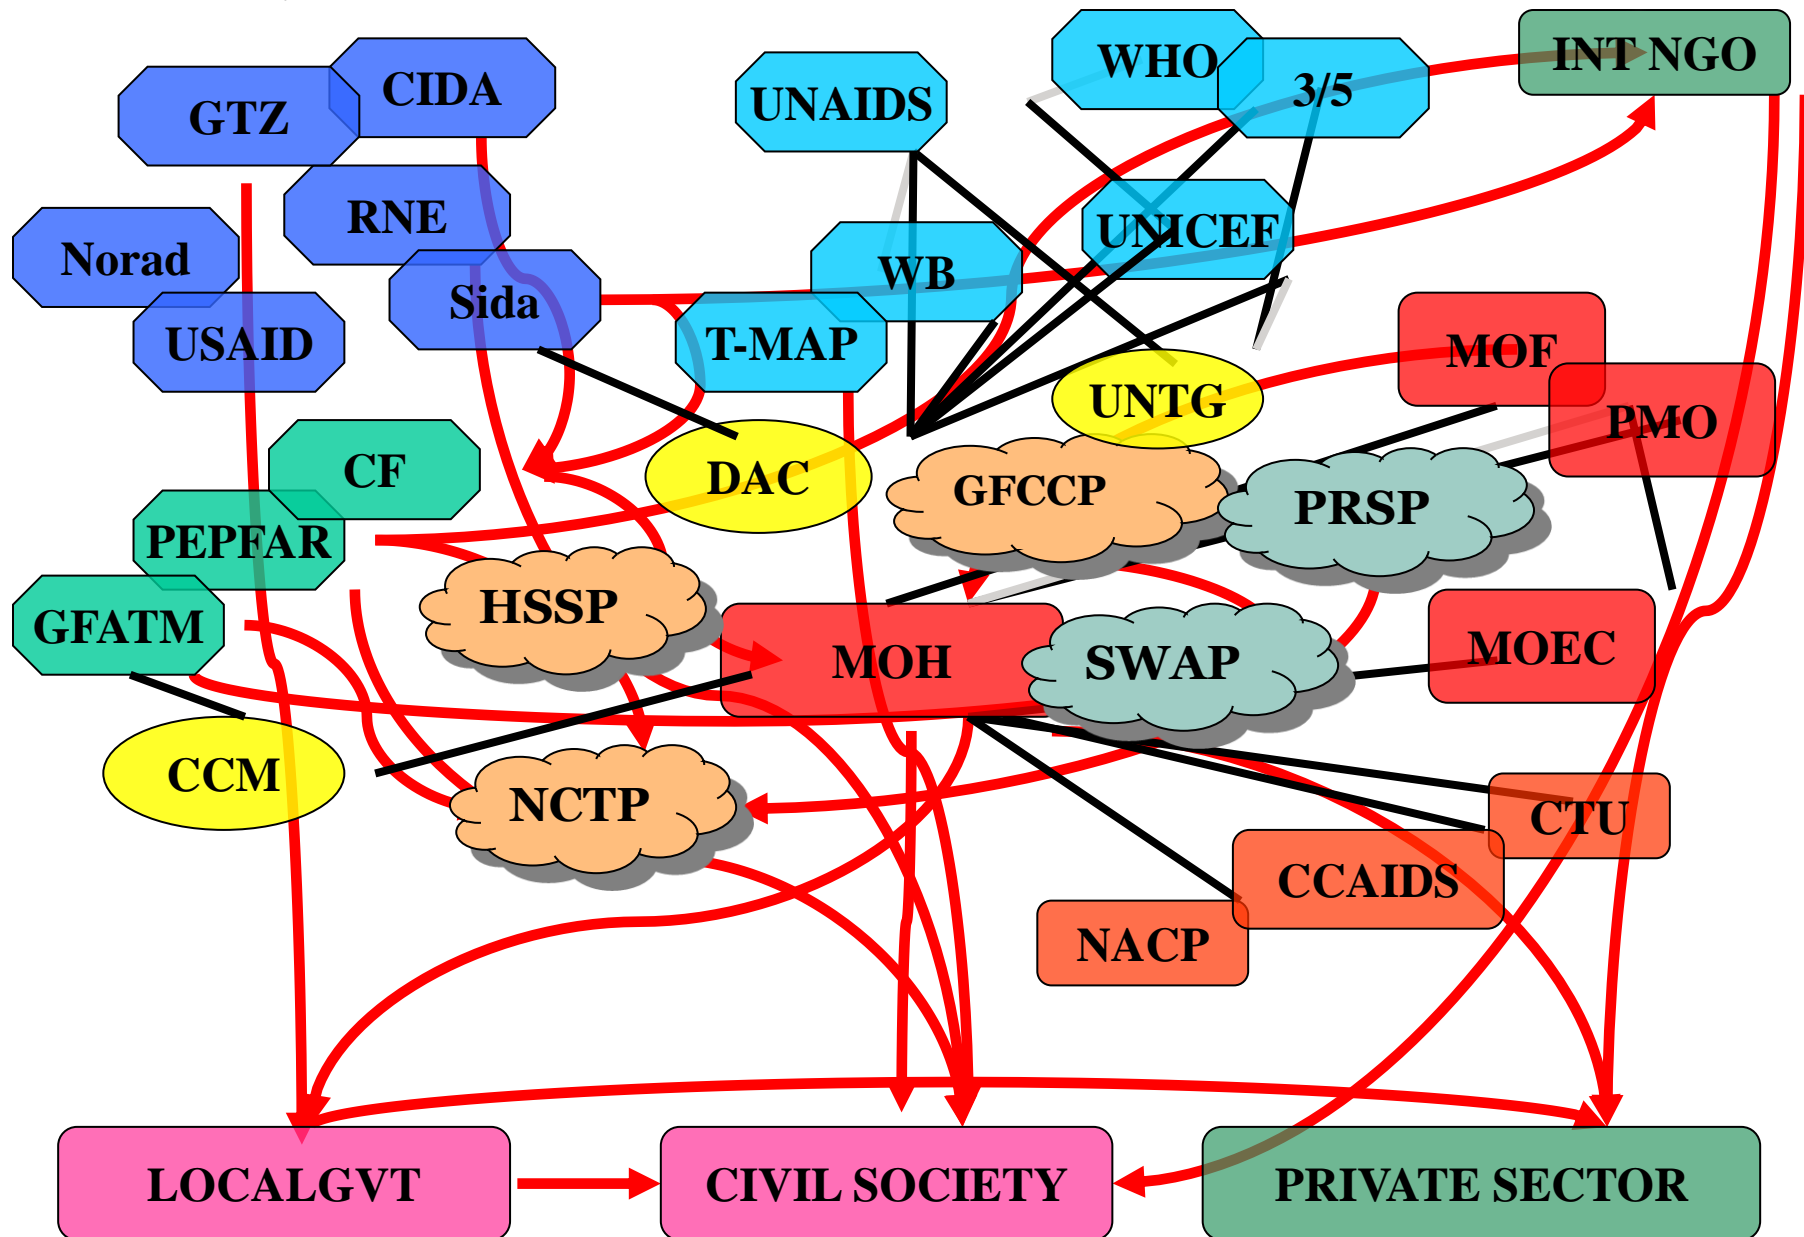 WHO
INT NGO
CIDA
3/5
GTZ
UNAIDS
RNE
UNICEF
Norad
WB
Sida
USAID
T-MAP
MOF
UNTG
PMO
CF
DAC
GFCCP
PRSP
PEPFAR
HSSP
GFATM
MOH
SWAP
MOEC
CCM
NCTP
CTU
CCAIDS
NACP
LOCALGVT
CIVIL SOCIETY
PRIVATE SECTOR